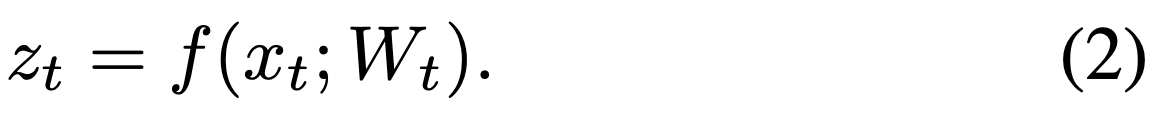 z_t = f(x_t; W_t). (2)